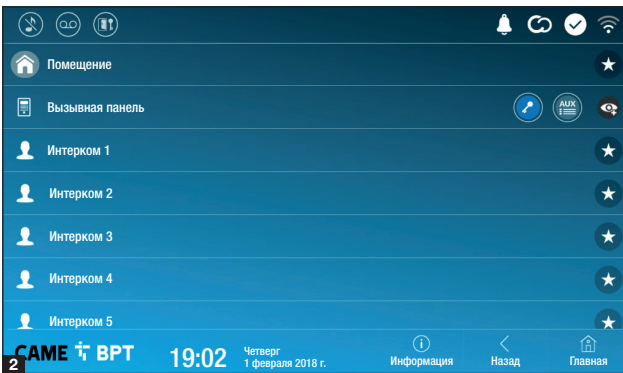 Помещение
Вызывная панель
AUX
Интерком 1
Интерком 2
Интерком 3
Интерком 4
Интерком 5
2
CAME BPT
19:02
Четверг
1 февраля 2018 г.
Информация
Назад
Главная